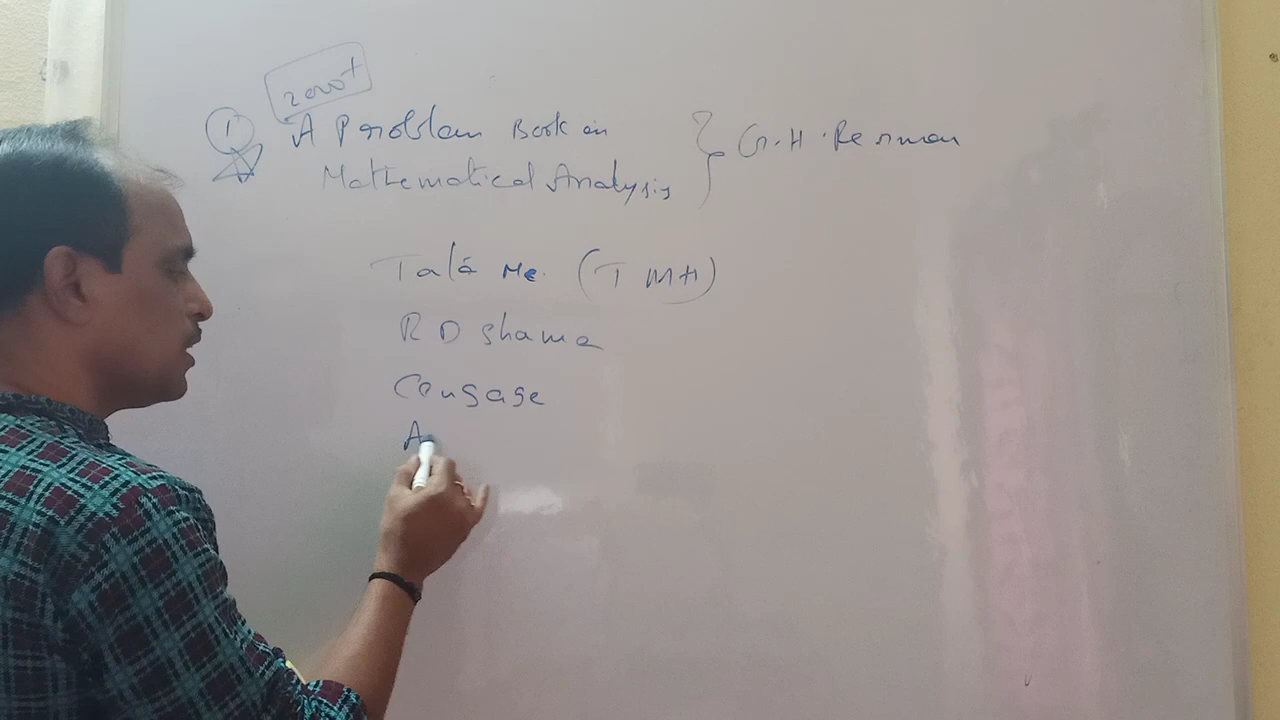 2000+
1 A Problem Book in } G.H. Berman
Mathematical Analysis
Tata Mc. (TMH)
R D Sharma
Cengage
A